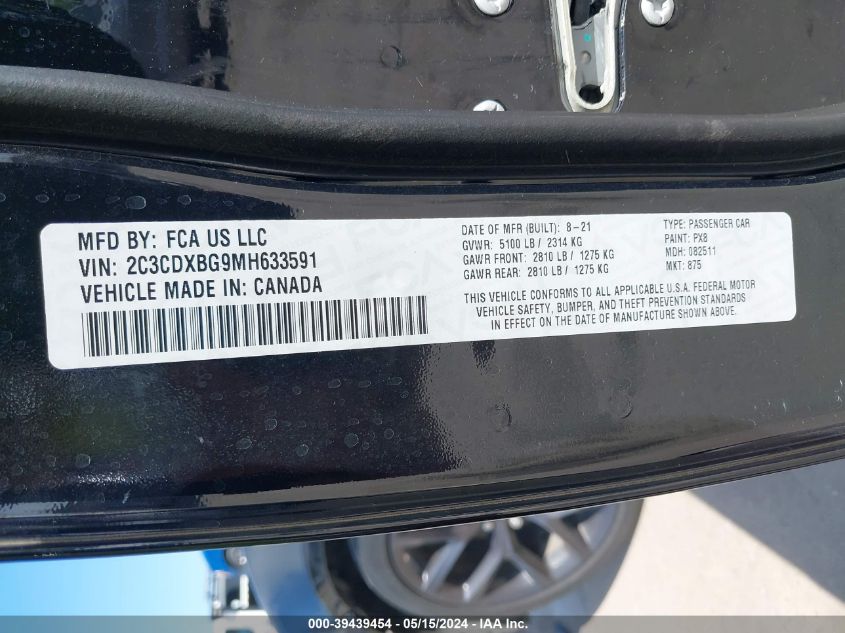 MFD BY: FCA US LLC
VIN: 2C3CDXBG9MH633591
VEHICLE MADE IN: CANADA
DATE OF MFR (BUILT): 8-21
GVWR: 5100 LB/ 2314 KG
GAWR FRONT: 2810 LB/ 1275 KG
GAWR REAR: 2810 LB/ 1275 KG
TYPE: PASSENGER CAR
PAINT: PX8
MDH: 082511
MKT: 875
THIS VEHICLE CONFORMS TO ALL APPLICABLE U.S.A. FEDERAL MOTOR
VEHICLE SAFETY, BUMPER, AND THEFT PREVENTION STANDARDS
IN EFFECT ON THE DATE OF MANUFACTURE SHOWN ABOVE.
000-39439454 - 05/15/2024 - IAA Inc.